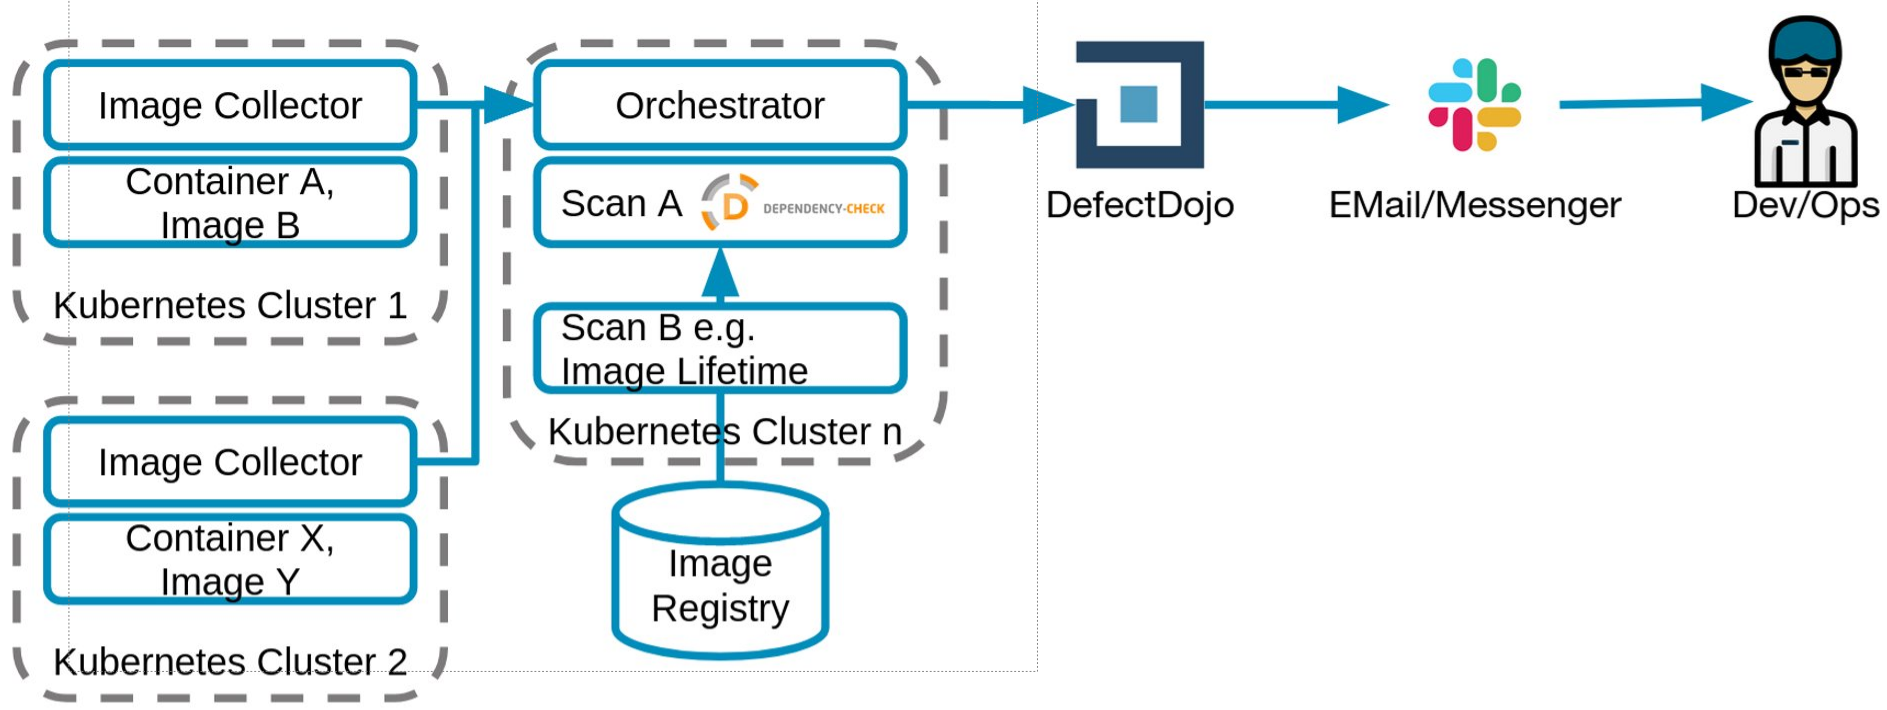 Image Collector
Container A,
Image B
Kubernetes Cluster 1
Image Collector
Container X,
Image Y
Kubernetes Cluster 2
Orchestrator
Scan A
D DEPENDENCY-CHECK
Scan B e.g.
Image Lifetime
Kubernetes Cluster n
Image
Registry
DefectDojo
EMail/Messenger
Dev/Ops